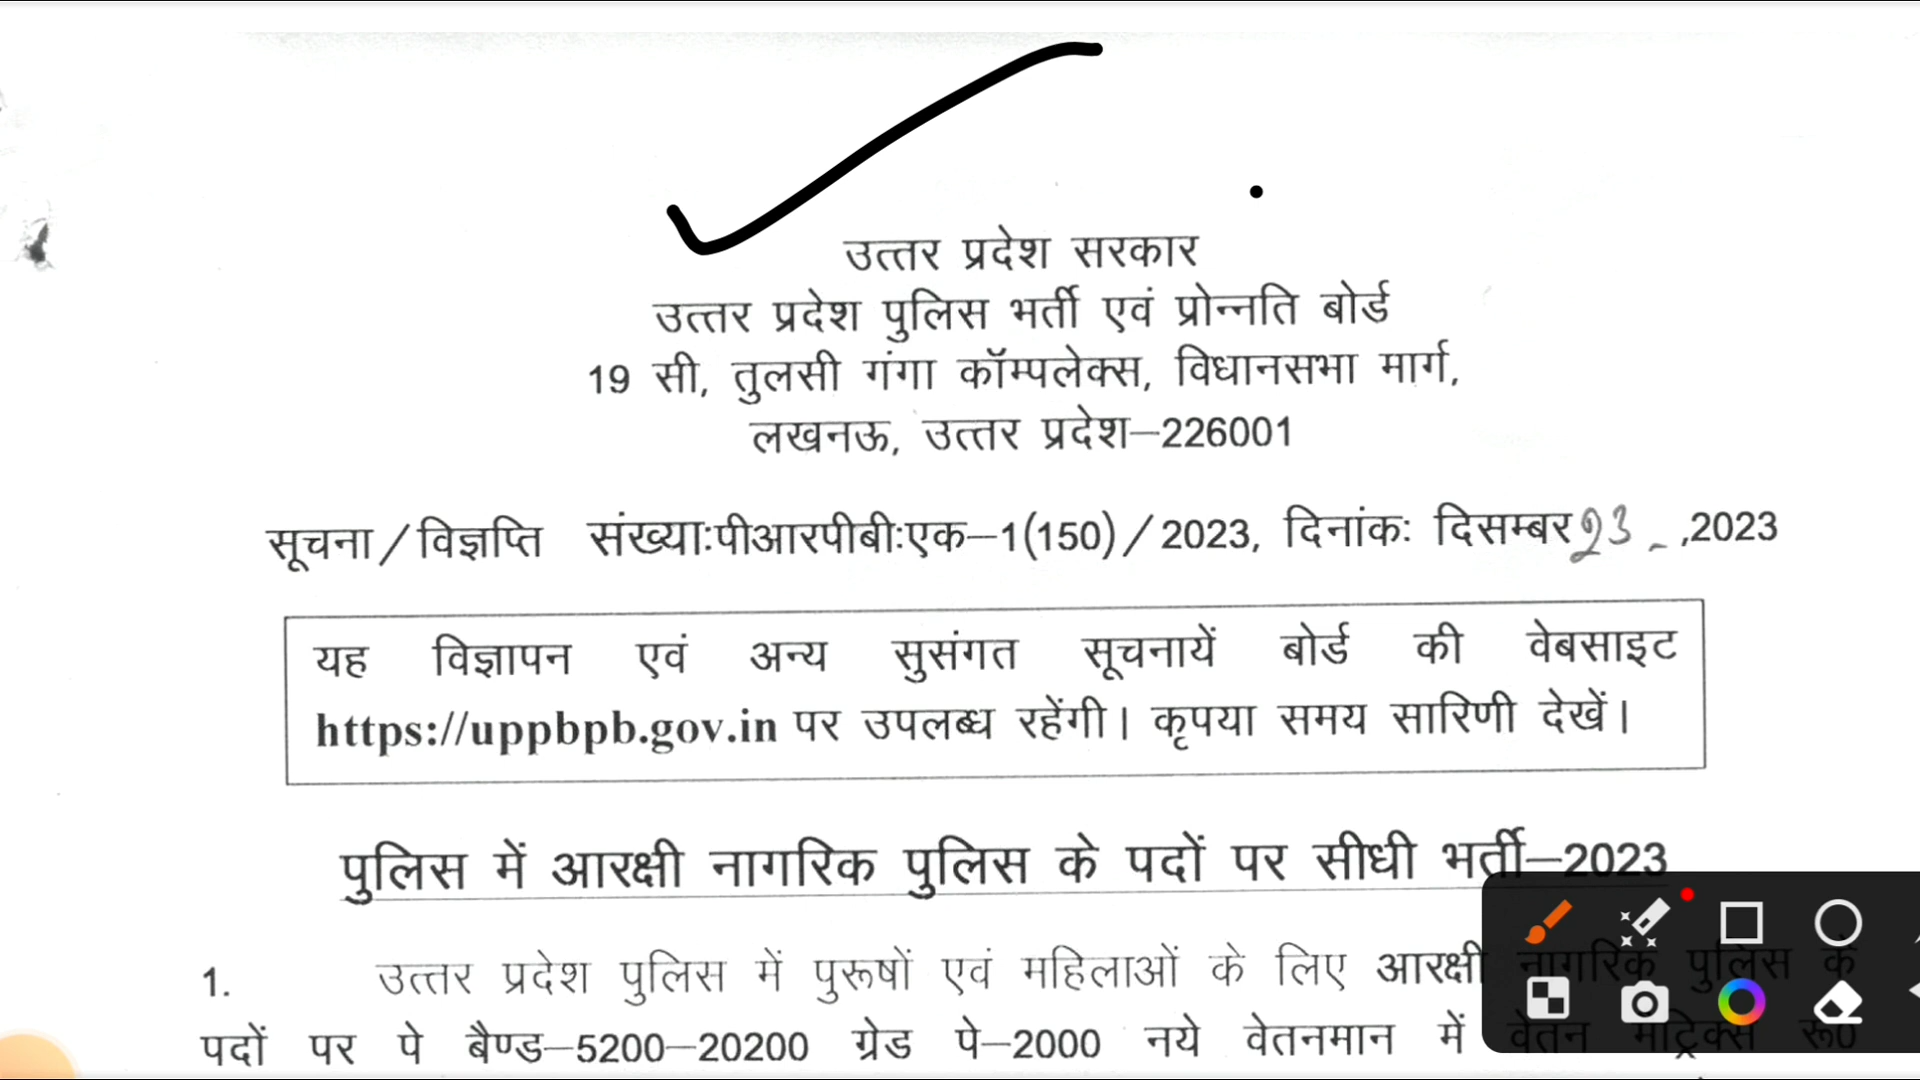 उत्तर प्रदेश सरकार
उत्तर प्रदेश पुलिस भर्ती एवं प्रोन्नति बोर्ड
19 सी, तुलसी गंगा कॉम्पलेक्स, विधानसभा मार्ग,
लखनऊ, उत्तर प्रदेश–226001
सूचना/विज्ञप्ति संख्याःपीआरपीबीःएक–1(150)/2023, दिनांकः दिसम्बर 23 ,2023
यह विज्ञापन एवं अन्य सुसंगत सूचनायें बोर्ड की वेबसाइट
https://uppbpb.gov.in पर उपलब्ध रहेंगी। कृपया समय सारिणी देखें।
पुलिस में आरक्षी नागरिक पुलिस के पदों पर सीधी भर्ती–2023
1. उत्तर प्रदेश पुलिस में पुरूषों एवं महिलाओं के लिए आरक्षी नागरिक पुलिस के
पदों पर पे बैण्ड–5200–20200 ग्रेड पे–2000 नये वेतनमान में वेतन मैट्रिक्स रू0